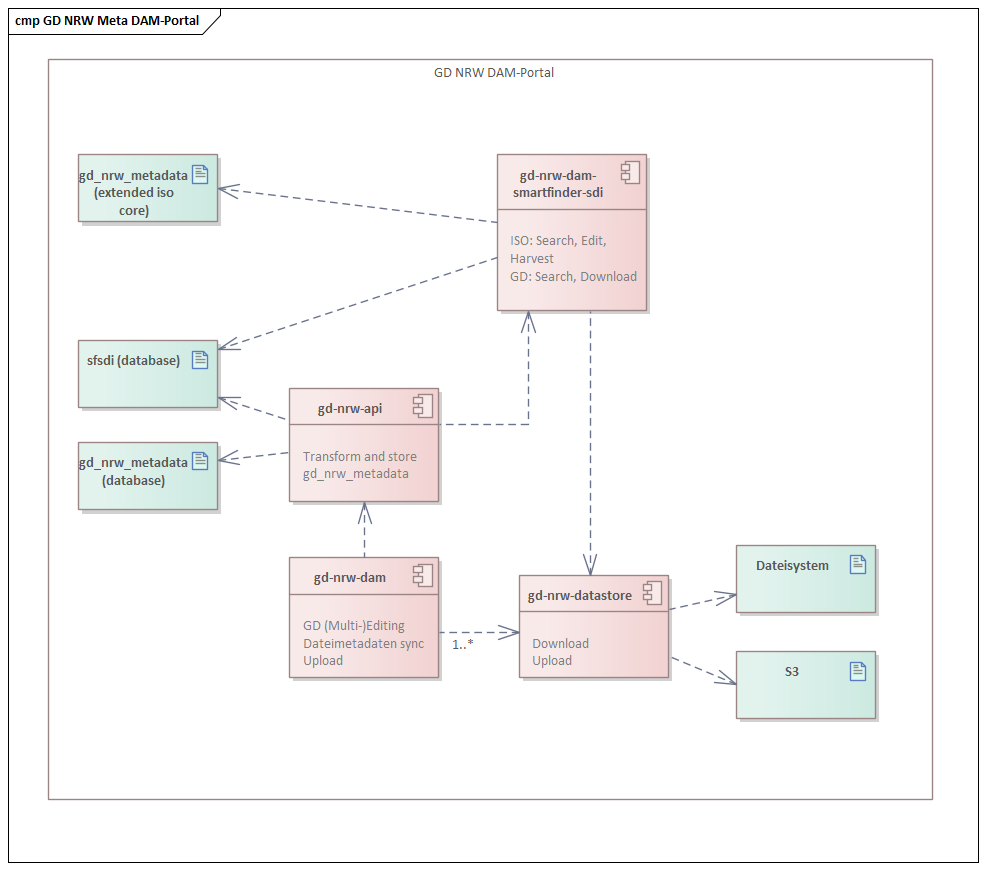 cmp GD NRW Meta DAM-Portal
GD NRW DAM-Portal
gd_nrw_metadata
(extended iso
core)
gd-nrw-dam-
smartfinder-sdi
ISO: Search, Edit,
Harvest
GD: Search, Download
sfsdi (database)
gd-nrw-api
Transform and store
gd_nrw_metadata
gd_nrw_metadata
(database)
gd-nrw-dam
GD (Multi-)Editing
Dateimetadaten sync
Upload
1..*
gd-nrw-datastore
Download
Upload
Dateisystem
S3